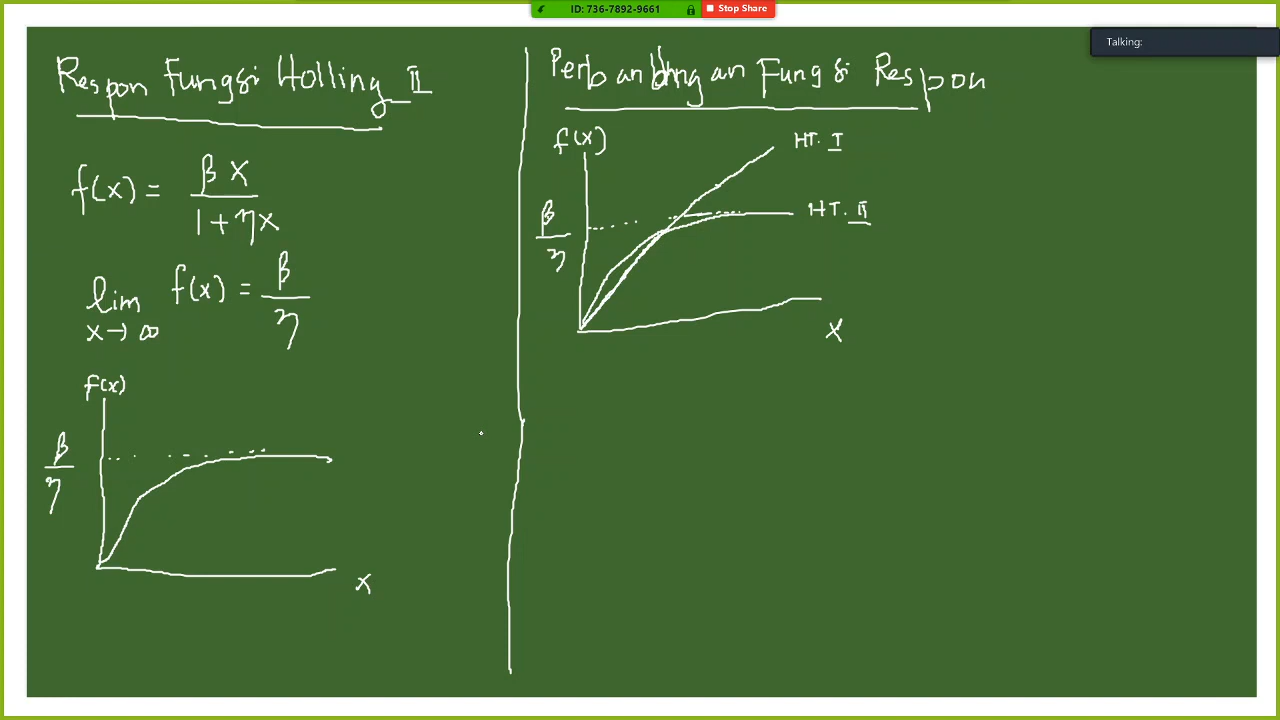 ID: 736-7892-9661 Stop Share
Talking:
Respon Fungsi Holling II
f(x) = βx / 1 + ηx
lim x→∞ f(x) = β / η
f(x)
β / η
x
Perbandingan Fungsi Respon
f(x)
HT. I
HT. II
β / η
x